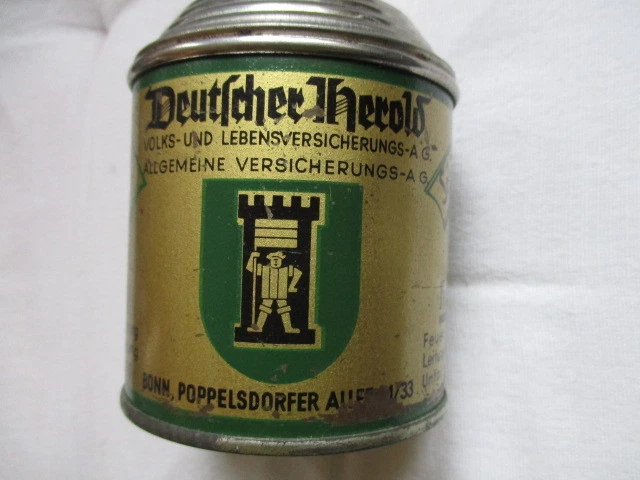 Deutscher Herold
VOLKS-UND LEBENSVERSICHERUNGS-A.G.
ALLGEMEINE VERSICHERUNGS-A.G.
BONN, POPPELSDORFER ALLEE